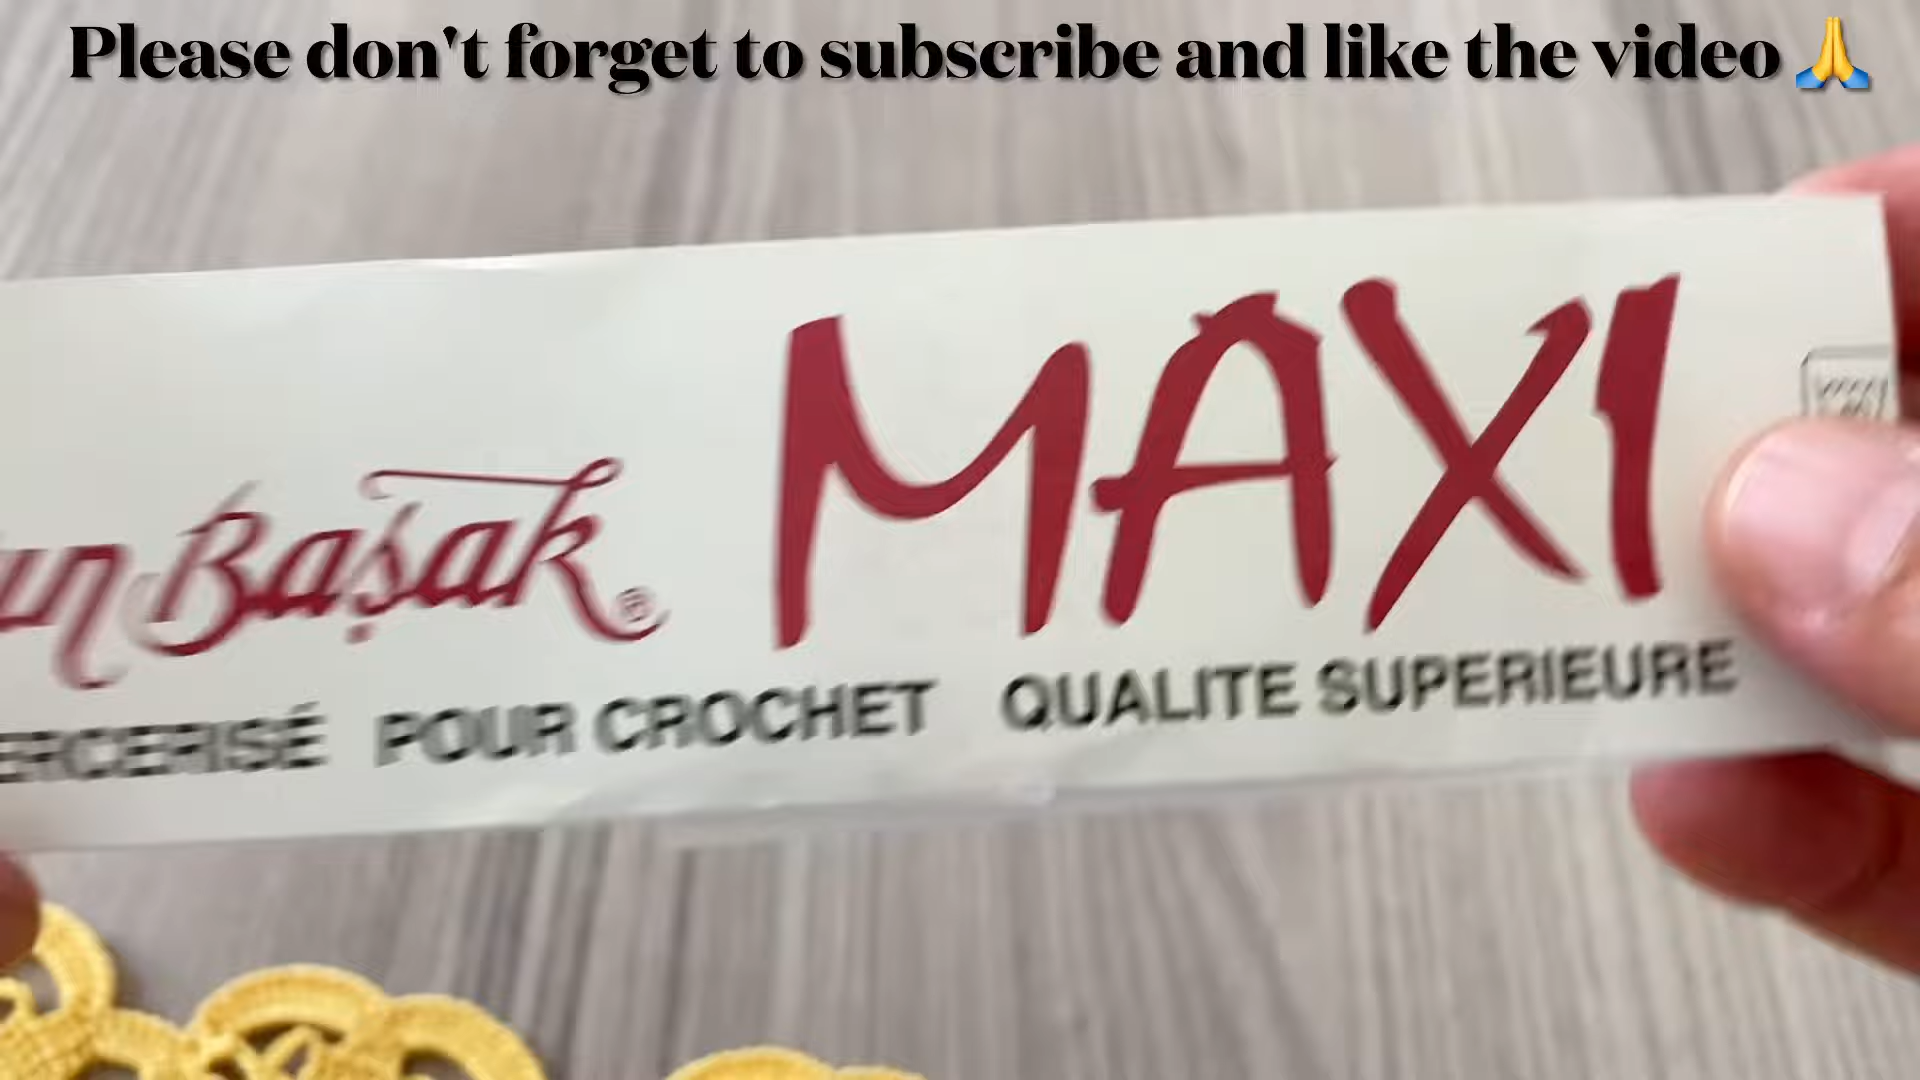 Please don't forget to subscribe and like the video 🙏
Başak® MAXI
POUR CROCHET QUALITE SUPERIEURE